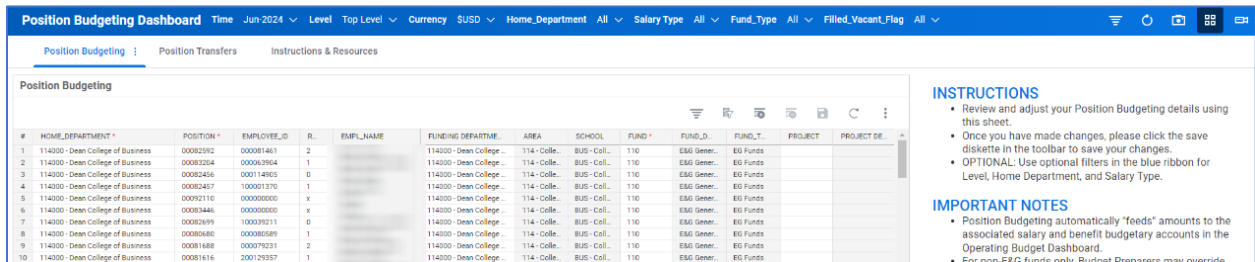 Position Budgeting Dashboard Time Jun-2024 Level Top Level Currency $USD Home_Department All Salary Type All Fund_Type All Filled_Vacant_Flag All
Position Budgeting Position Transfers Instructions & Resources
Position Budgeting
# HOME_DEPARTMENT * POSITION * EMPLOYEE_ID R.. EMPL_NAME FUNDING DEPARTME... AREA SCHOOL FUND * FUND_D... FUND_T... PROJECT PROJECT DE...
1 114000 - Dean College of Business 00082592 000081461 2 114000 - Dean College ... 114 - Colle... BUS - Coll... 110 E&G Gener... EG Funds
2 114000 - Dean College of Business 00083204 000063904 1 114000 - Dean College ... 114 - Colle... BUS - Coll... 110 E&G Gener... EG Funds
3 114000 - Dean College of Business 00082456 000114905 0 114000 - Dean College ... 114 - Colle... BUS - Coll... 110 E&G Gener... EG Funds
4 114000 - Dean College of Business 00082457 100001370 1 114000 - Dean College ... 114 - Colle... BUS - Coll... 110 E&G Gener... EG Funds
5 114000 - Dean College of Business 00092110 000000000 x 114000 - Dean College ... 114 - Colle... BUS - Coll... 110 E&G Gener... EG Funds
6 114000 - Dean College of Business 00083446 000000000 x 114000 - Dean College ... 114 - Colle... BUS - Coll... 110 E&G Gener... EG Funds
7 114000 - Dean College of Business 00082699 100039211 0 114000 - Dean College ... 114 - Colle... BUS - Coll... 110 E&G Gener... EG Funds
8 114000 - Dean College of Business 00080680 000080589 1 114000 - Dean College ... 114 - Colle... BUS - Coll... 110 E&G Gener... EG Funds
9 114000 - Dean College of Business 00081688 000079231 2 114000 - Dean College ... 114 - Colle... BUS - Coll... 110 E&G Gener... EG Funds
10 114000 - Dean College of Business 00081616 200129357 1 114000 - Dean College ... 114 - Colle... BUS - Coll... 110 E&G Gener... EG Funds
INSTRUCTIONS
• Review and adjust your Position Budgeting details using
this sheet.
• Once you have made changes, please click the save
diskette in the toolbar to save your changes.
• OPTIONAL: Use optional filters in the blue ribbon for
Level, Home Department, and Salary Type.
IMPORTANT NOTES
• Position Budgeting automatically "feeds" amounts to the
associated salary and benefit budgetary accounts in the
Operating Budget Dashboard.
• For non-E&G funds only, Budget Preparers may override